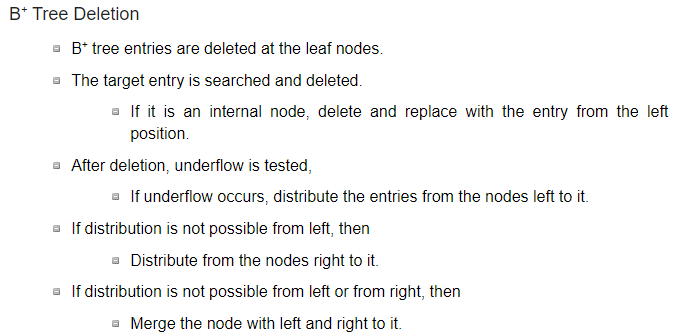 B+ Tree Deletion
B+ tree entries are deleted at the leaf nodes.
The target entry is searched and deleted.
If it is an internal node, delete and replace with the entry from the left
position.
After deletion, underflow is tested,
If underflow occurs, distribute the entries from the nodes left to it.
If distribution is not possible from left, then
Distribute from the nodes right to it.
If distribution is not possible from left or from right, then
Merge the node with left and right to it.